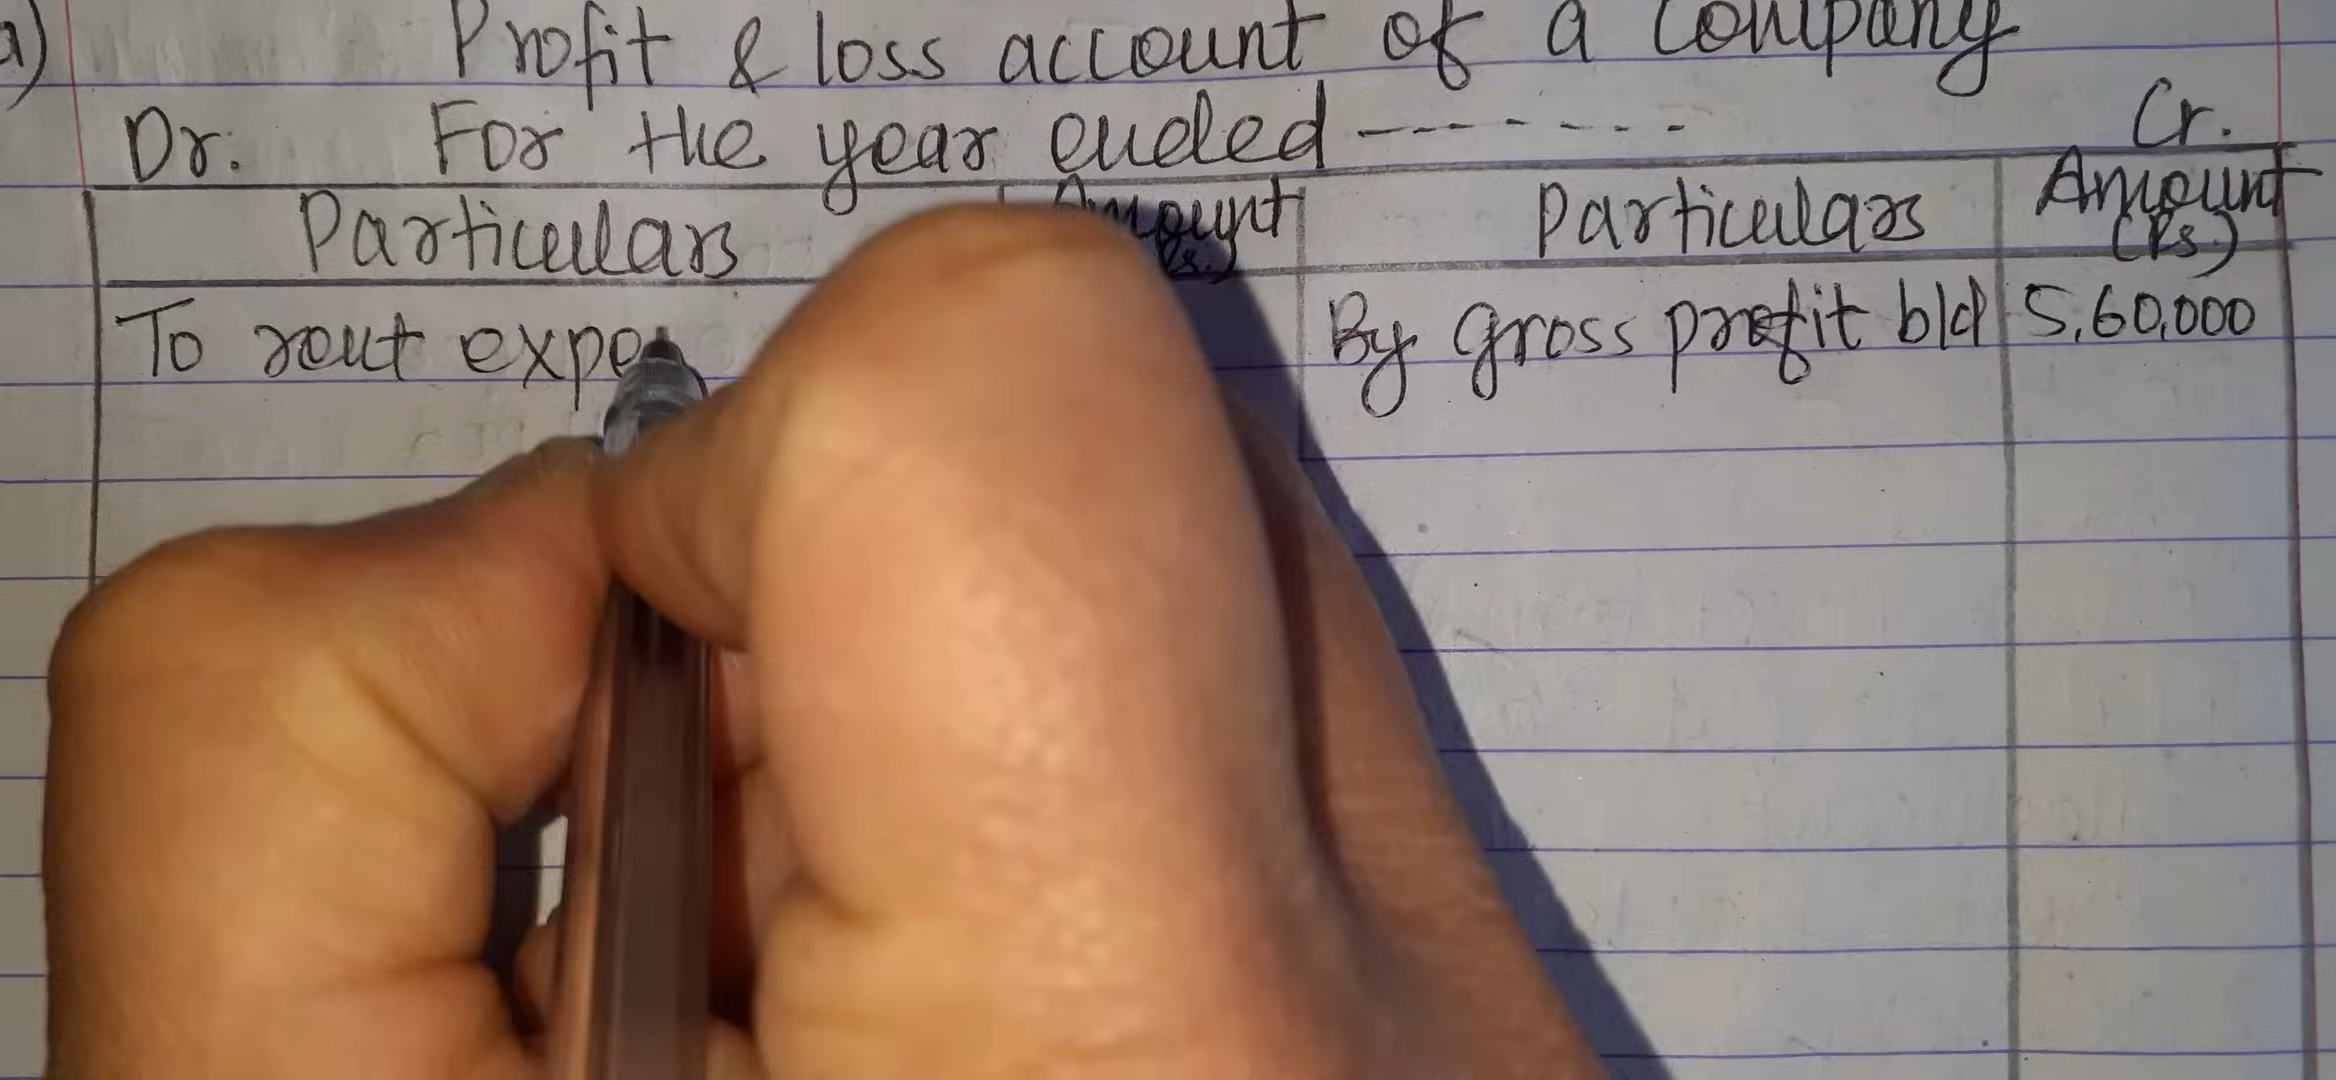 a)
Profit & loss account of a company
Dr. For the year ended ------- Cr.
Particulars Amount Particulars Amount
(Rs.)
To rent expe By gross profit b/d 5,60,000